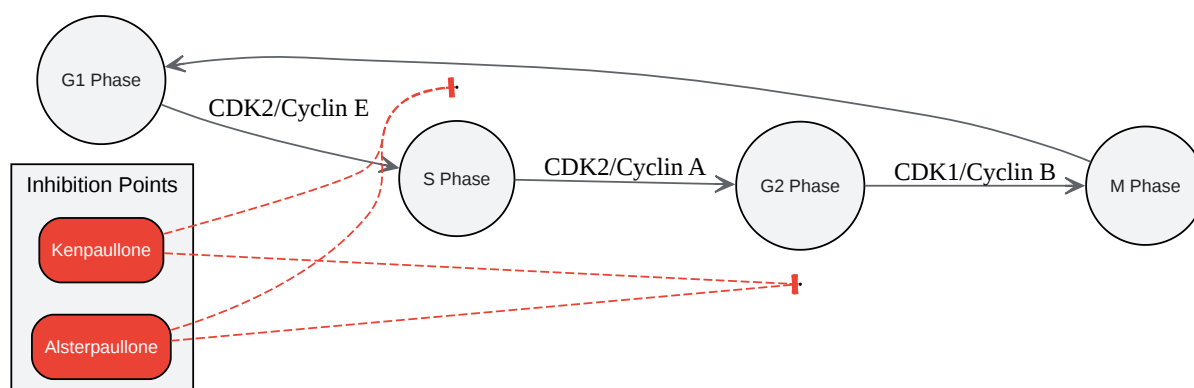 G1 Phase
CDK2/Cyclin E
S Phase
CDK2/Cyclin A
G2 Phase
CDK1/Cyclin B
M Phase
Inhibition Points
Kenpaullone
Alsterpaullone